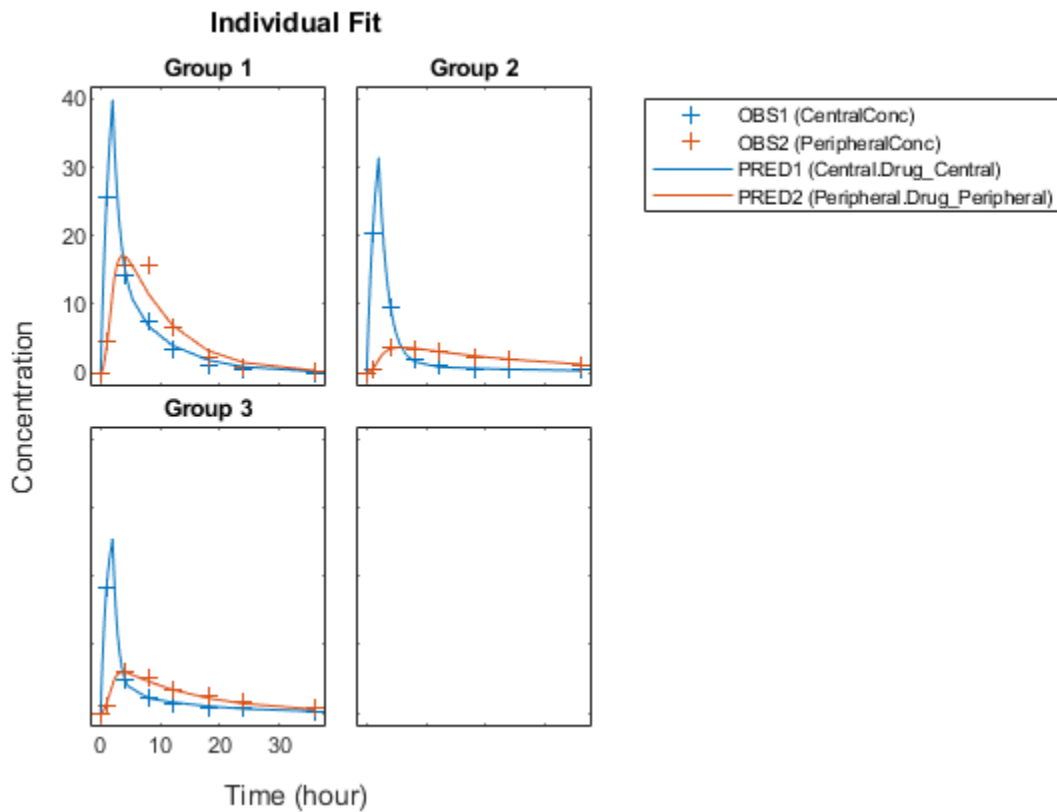 Individual Fit
Group 1
Group 2
OBS1 (CentralConc)
OBS2 (PeripheralConc)
PRED1 (Central.Drug_Central)
PRED2 (Peripheral.Drug_Peripheral)
40
30
20
10
0
Group 3
Concentration
0 10 20 30
Time (hour)